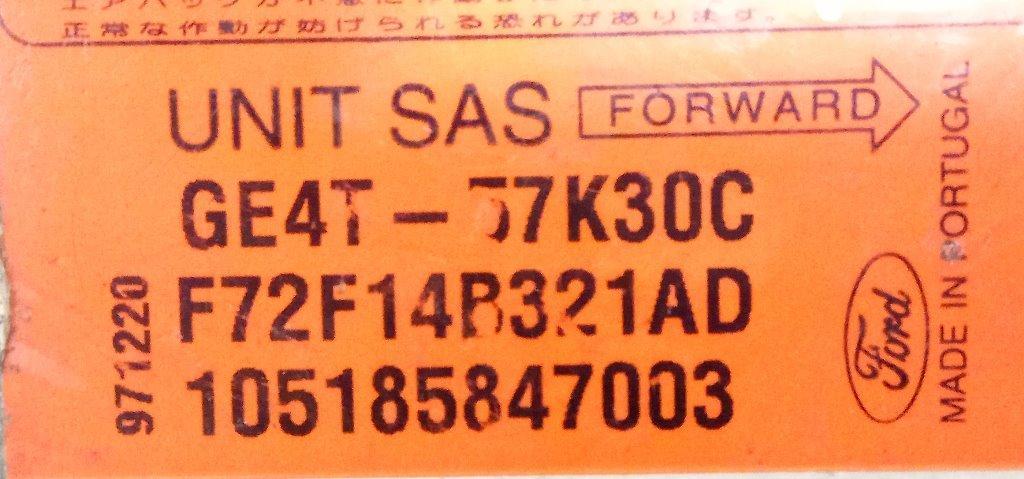 正常な作動が妨げられる恐れがあります。
UNIT SAS FORWARD
GE4T-57K30C
F72F14B321AD
105185847003
971220
Ford
MADE IN PORTUGAL